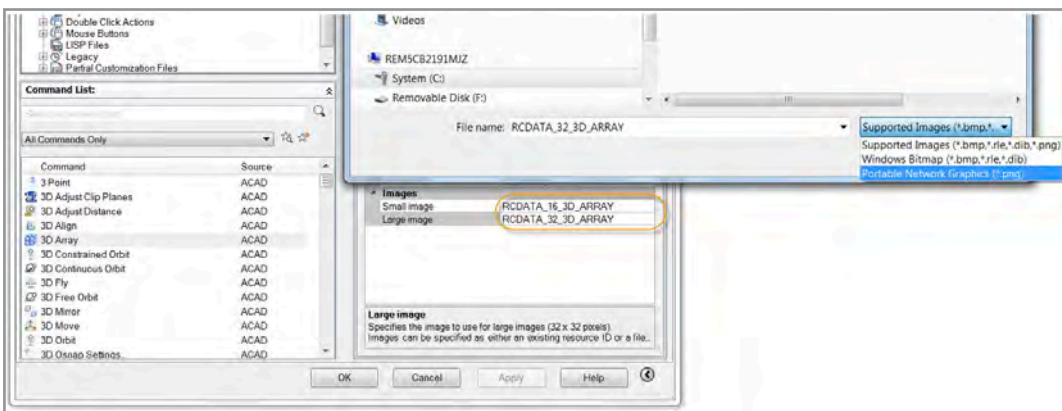 Double Click Actions
Mouse Buttons
LISP Files
Legacy
Partial Customization Files
Command List:
All Commands Only
Command Source
3 Point ACAD
3D Adjust Clip Planes ACAD
3D Adjust Distance ACAD
3D Align ACAD
3D Array ACAD
3D Constrained Orbit ACAD
3D Continuous Orbit ACAD
3D Fly ACAD
3D Free Orbit ACAD
3D Mirror ACAD
3D Move ACAD
3D Orbit ACAD
3D Osnap Settings... ACAD
Videos
REM5CB2191MJZ
System (C:)
Removable Disk (F:)
File name: RCDATA_32_3D_ARRAY
Supported Images (*.bmp,*.
Supported Images (*.bmp,*.rle,*.dib,*.png)
Windows Bitmap (*.bmp,*.rle,*.dib)
Portable Network Graphics (*.png)
Images
Small image RCDATA_16_3D_ARRAY
Large image RCDATA_32_3D_ARRAY
Large image
Specifies the image to use for large images (32 x 32 pixels)
Images can be specified as either an existing resource ID or a file...
OK Cancel Apply Help